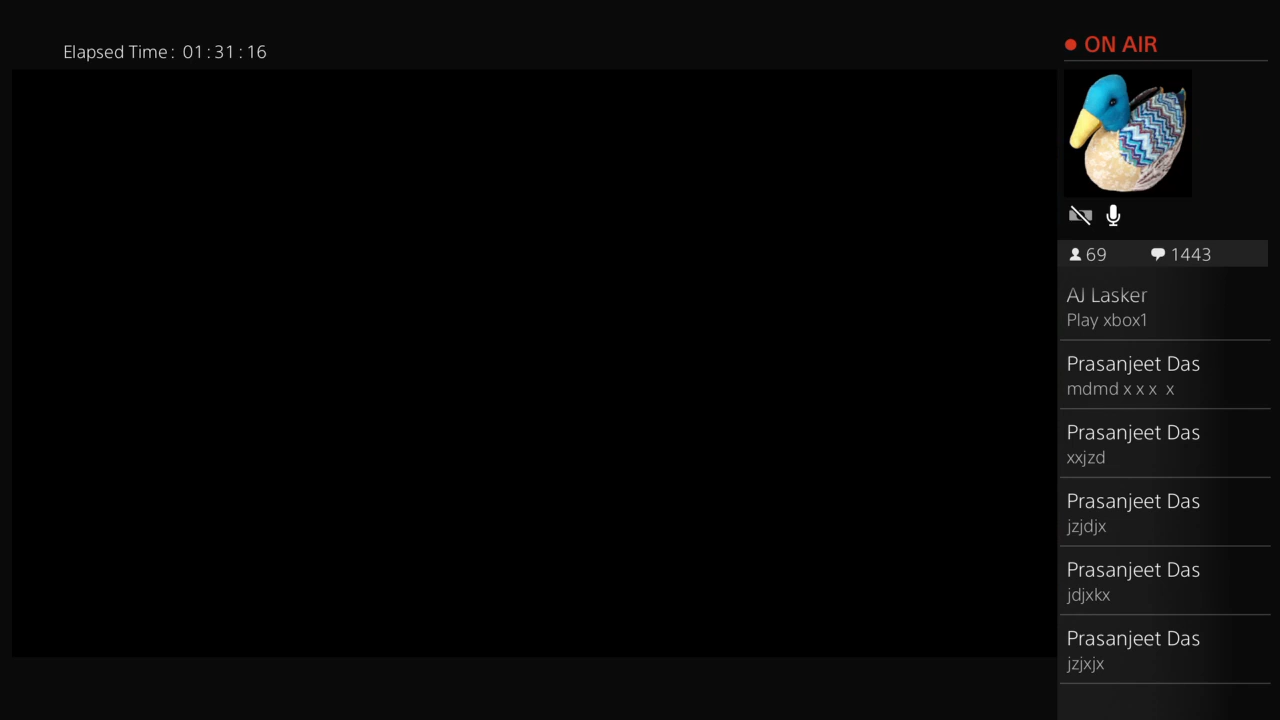 Elapsed Time: 01:31:16
ON AIR
69 1443
AJ Lasker
Play xbox1
Prasanjeet Das
mdmd x x x  x
Prasanjeet Das
xxjzd
Prasanjeet Das
jzjdjx
Prasanjeet Das
jdjxkx
Prasanjeet Das
jzjxjx